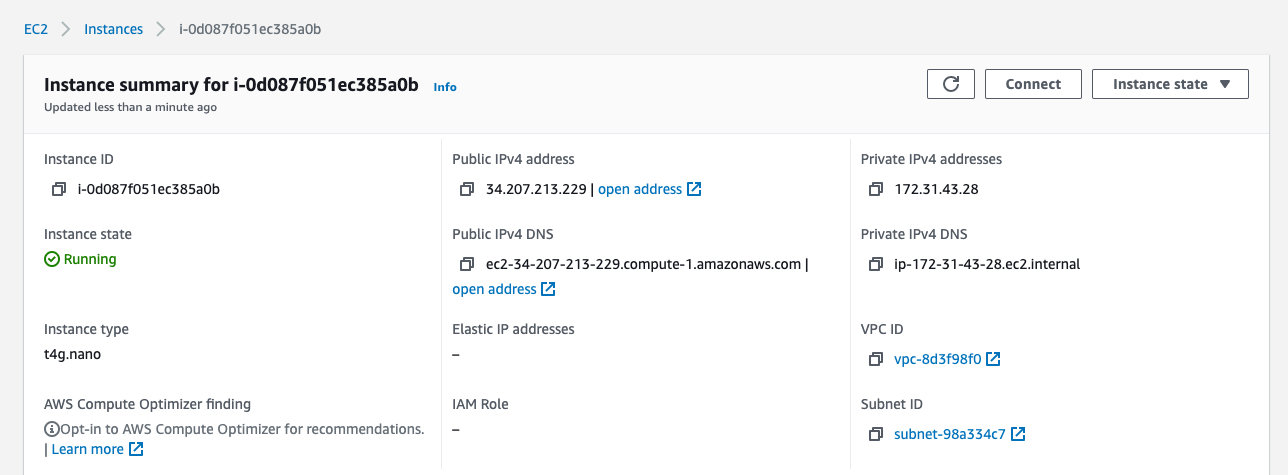 EC2 > Instances > i-0d087f051ec385a0b
Instance summary for i-0d087f051ec385a0b Info
Updated less than a minute ago
Connect
Instance state
Instance ID
i-0d087f051ec385a0b
Public IPv4 address
34.207.213.229 | open address
Private IPv4 addresses
172.31.43.28
Instance state
Running
Public IPv4 DNS
ec2-34-207-213-229.compute-1.amazonaws.com |
open address
Private IPv4 DNS
ip-172-31-43-28.ec2.internal
Instance type
t4g.nano
Elastic IP addresses
–
VPC ID
vpc-8d3f98f0
AWS Compute Optimizer finding
Opt-in to AWS Compute Optimizer for recommendations.
| Learn more
IAM Role
–
Subnet ID
subnet-98a334c7